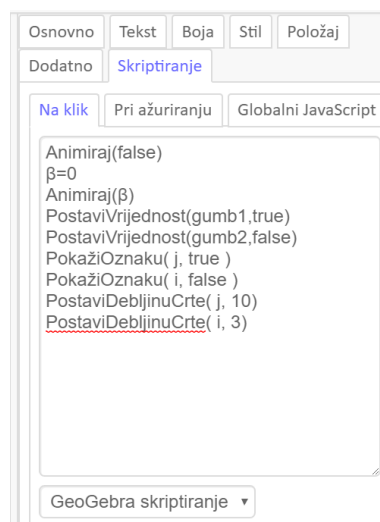 Osnovno Tekst Boja Stil Položaj
Dodatno Skriptiranje
Na klik Pri ažuriranju Globalni JavaScript
Animiraj(false)
β=0
Animiraj(β)
PostaviVrijednost(gumb1,true)
PostaviVrijednost(gumb2,false)
PokažiOznaku( j, true )
PokažiOznaku( i, false )
PostaviDebljinuCrte( j, 10)
PostaviDebljinuCrte( i, 3)
GeoGebra skriptiranje